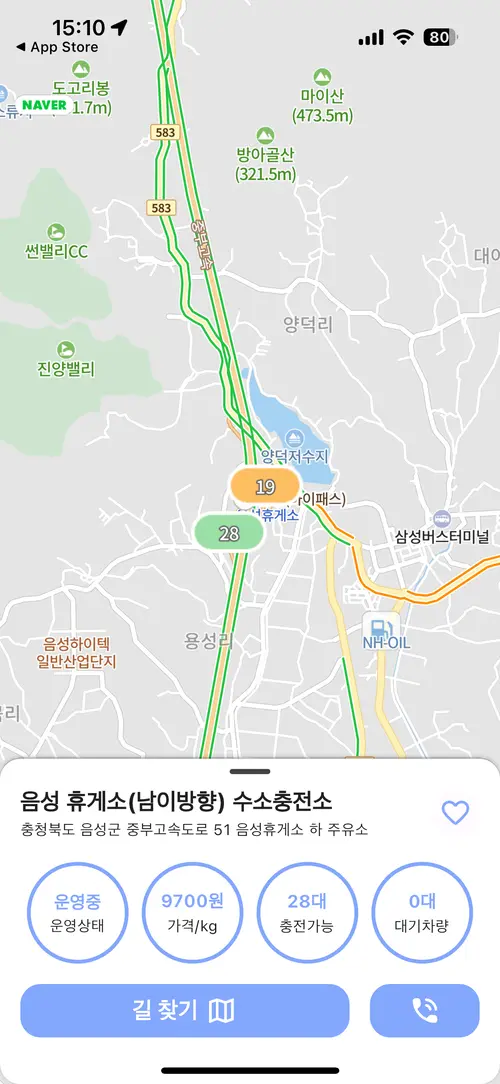 15:10
80
App Store
도고리봉
1.7m)
NAVER
마이산
(473.5m)
583
방아골산
(321.5m)
583
중부고속
썬밸리CC
대
양덕리
진양밸리
양덕저수지
19
이패스)
휴게소
28
삼성버스터미널
NH-OIL
음성하이텍
일반산업단지
용성리
리
음성 휴게소(남이방향) 수소충전소
충청북도 음성군 중부고속도로 51 음성휴게소 하 주유소
운영중
운영상태
9700원
가격/kg
28대
충전가능
0대
대기차량
길 찾기